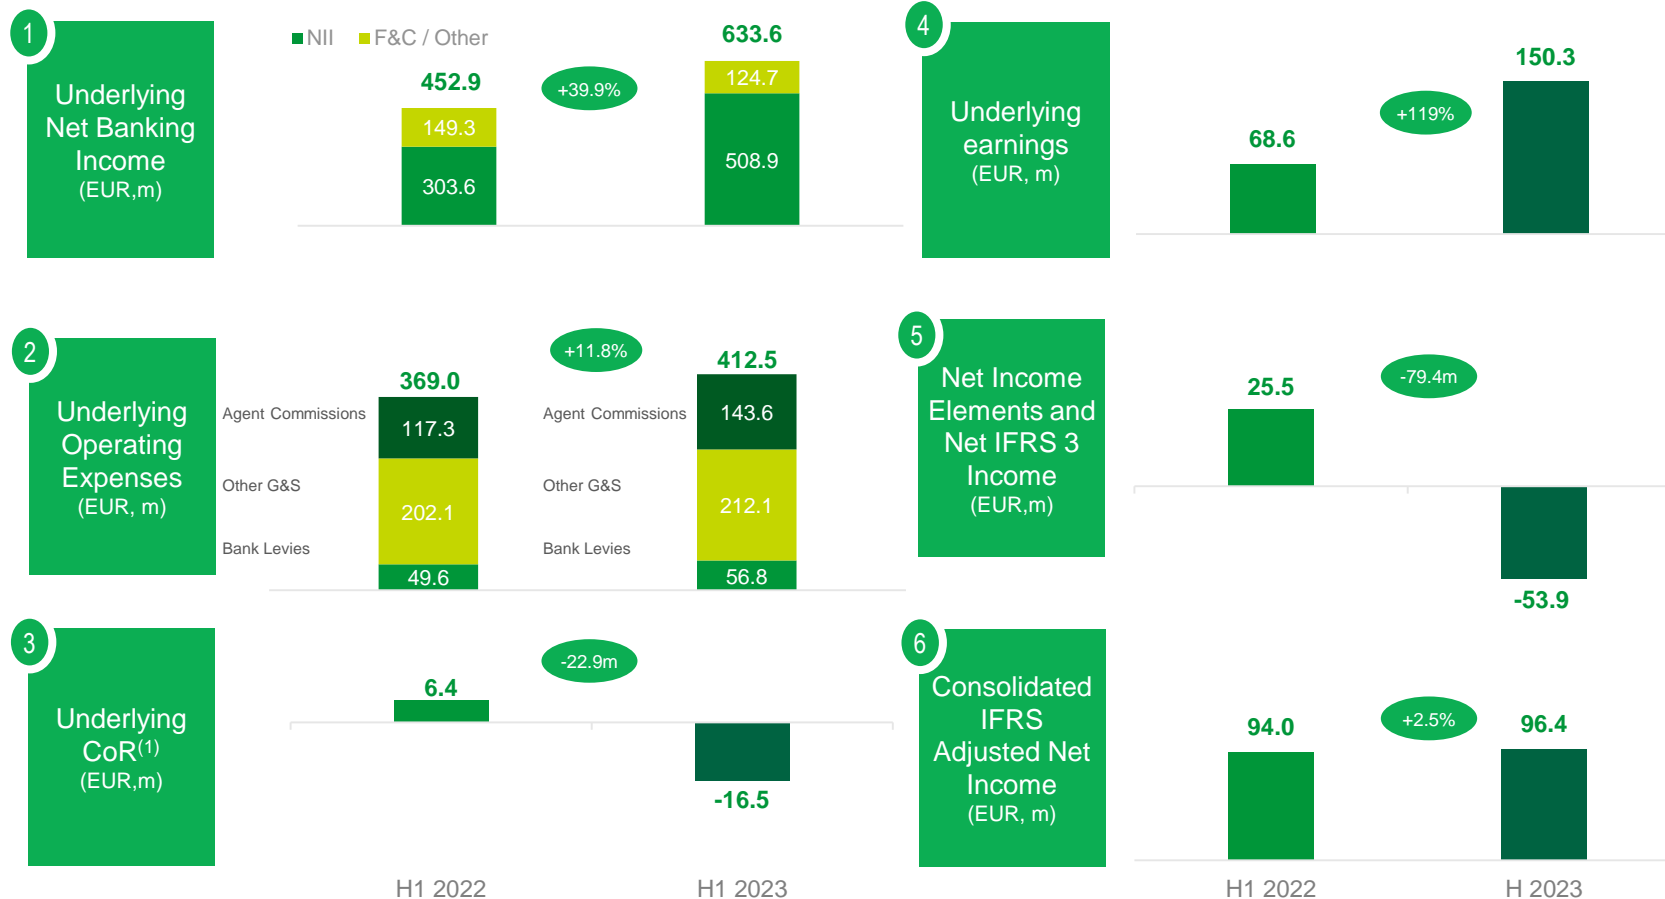 1
Underlying
Net Banking
Income
(EUR,m)
NII F&C / Other
452.9
149.3
303.6
+39.9%
633.6
124.7
508.9
4
Underlying
earnings
(EUR, m)
68.6
+119%
150.3
2
Underlying
Operating
Expenses
(EUR, m)
369.0
Agent Commissions
117.3
Other G&S
202.1
Bank Levies
49.6
+11.8%
412.5
Agent Commissions
143.6
Other G&S
212.1
Bank Levies
56.8
5
Net Income
Elements and
Net IFRS 3
Income
(EUR,m)
25.5
-79.4m
-53.9
3
Underlying
CoR(1)
(EUR,m)
6.4
-22.9m
-16.5
H1 2022 H1 2023
6
Consolidated
IFRS
Adjusted Net
Income
(EUR, m)
94.0
+2.5%
96.4
H1 2022 H 2023